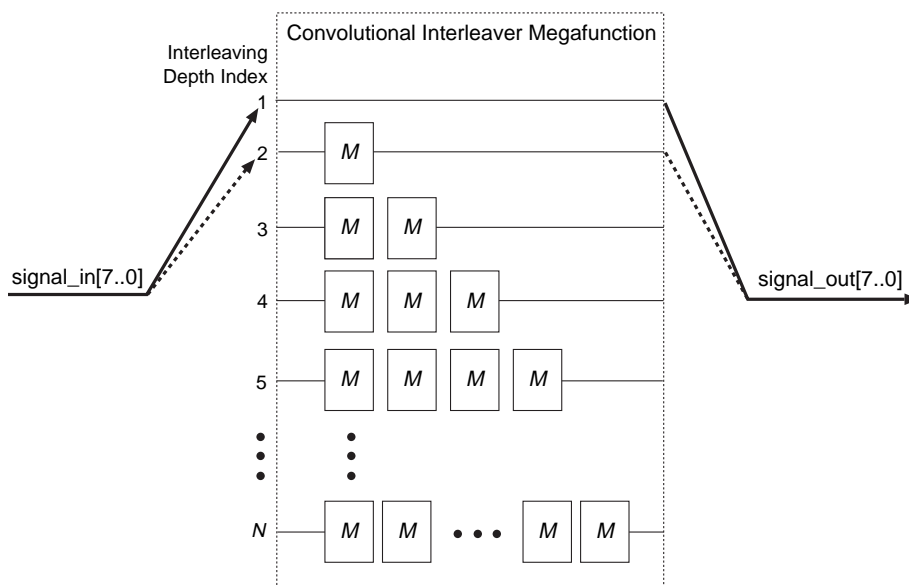 Convolutional Interleaver Megafunction
Interleaving
Depth Index
1
2 M
3 M M
signal_in[7..0]
signal_out[7..0]
4 M M M
5 M M M M
N M M M M